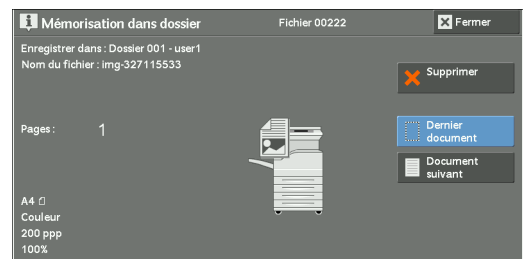 Mémorisation dans dossier
Fichier 00222
Fermer
Enregistrer dans : Dossier 001 - user1
Nom du fichier : img-327115533
Supprimer
Pages : 1
Dernier
document
Document
suivant
A4
Couleur
200 ppp
100%